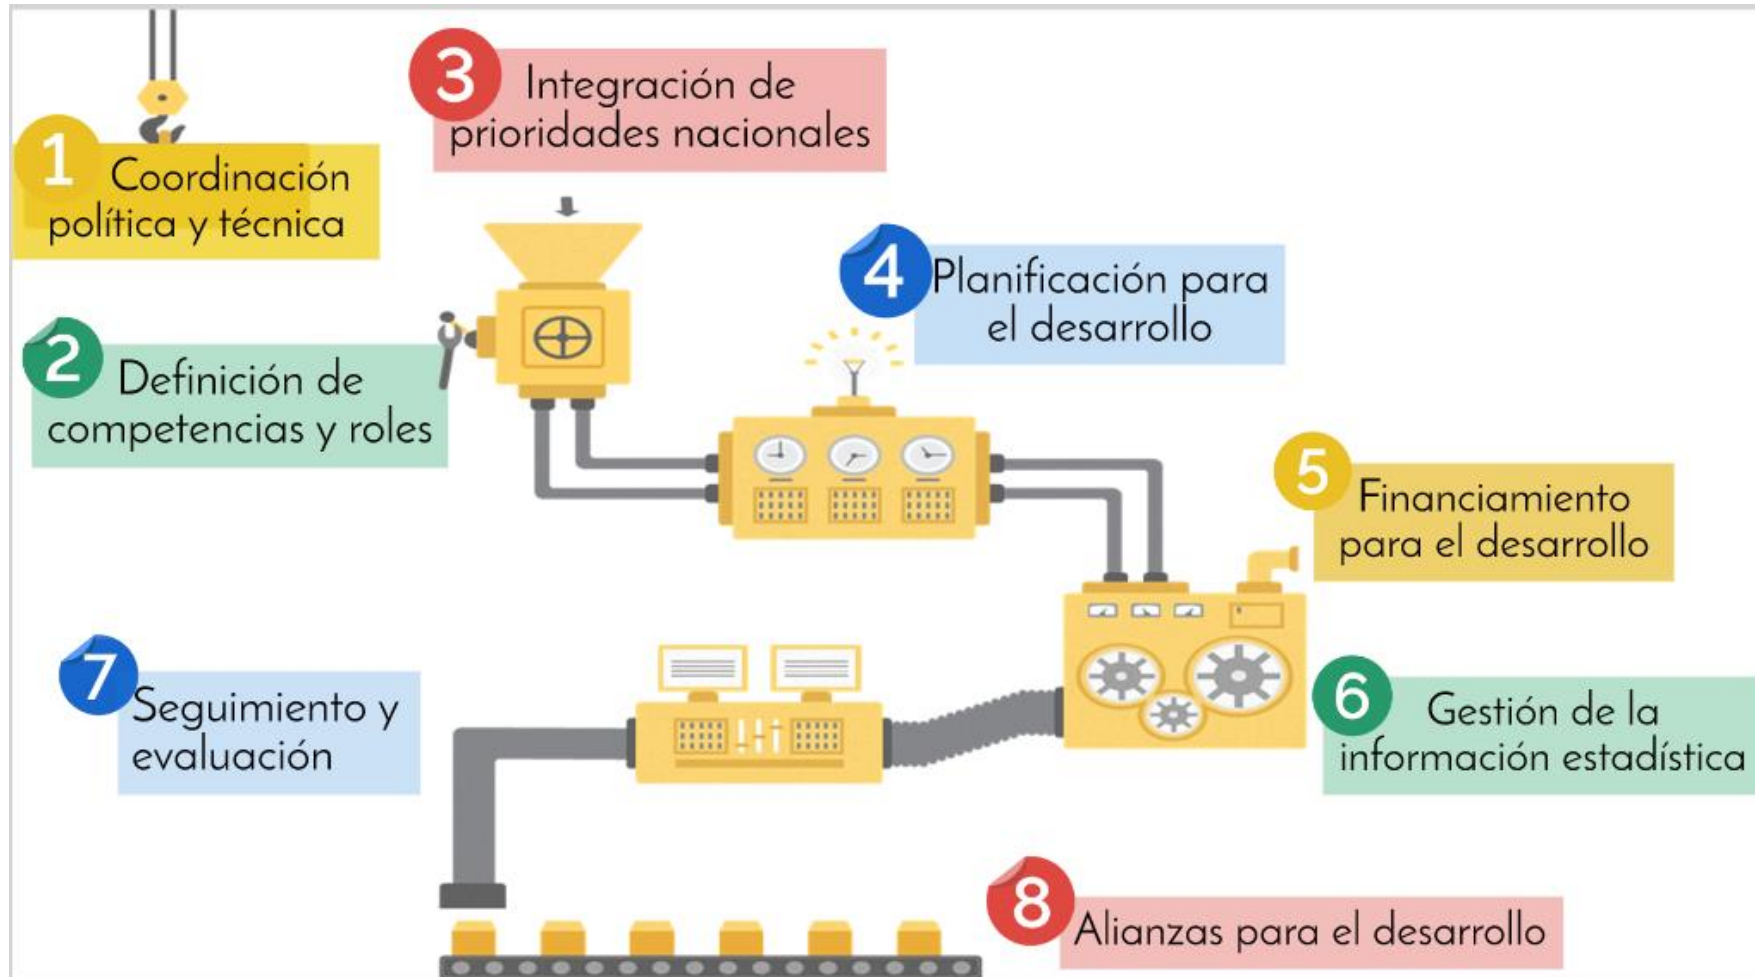 1
Coordinación
política y técnica
2
Definición de
competencias y roles
3
Integración de
prioridades nacionales
4
Planificación para
el desarrollo
5
Financiamiento
para el desarrollo
6
Gestión de la
información estadística
7
Seguimiento y
evaluación
8
Alianzas para el desarrollo